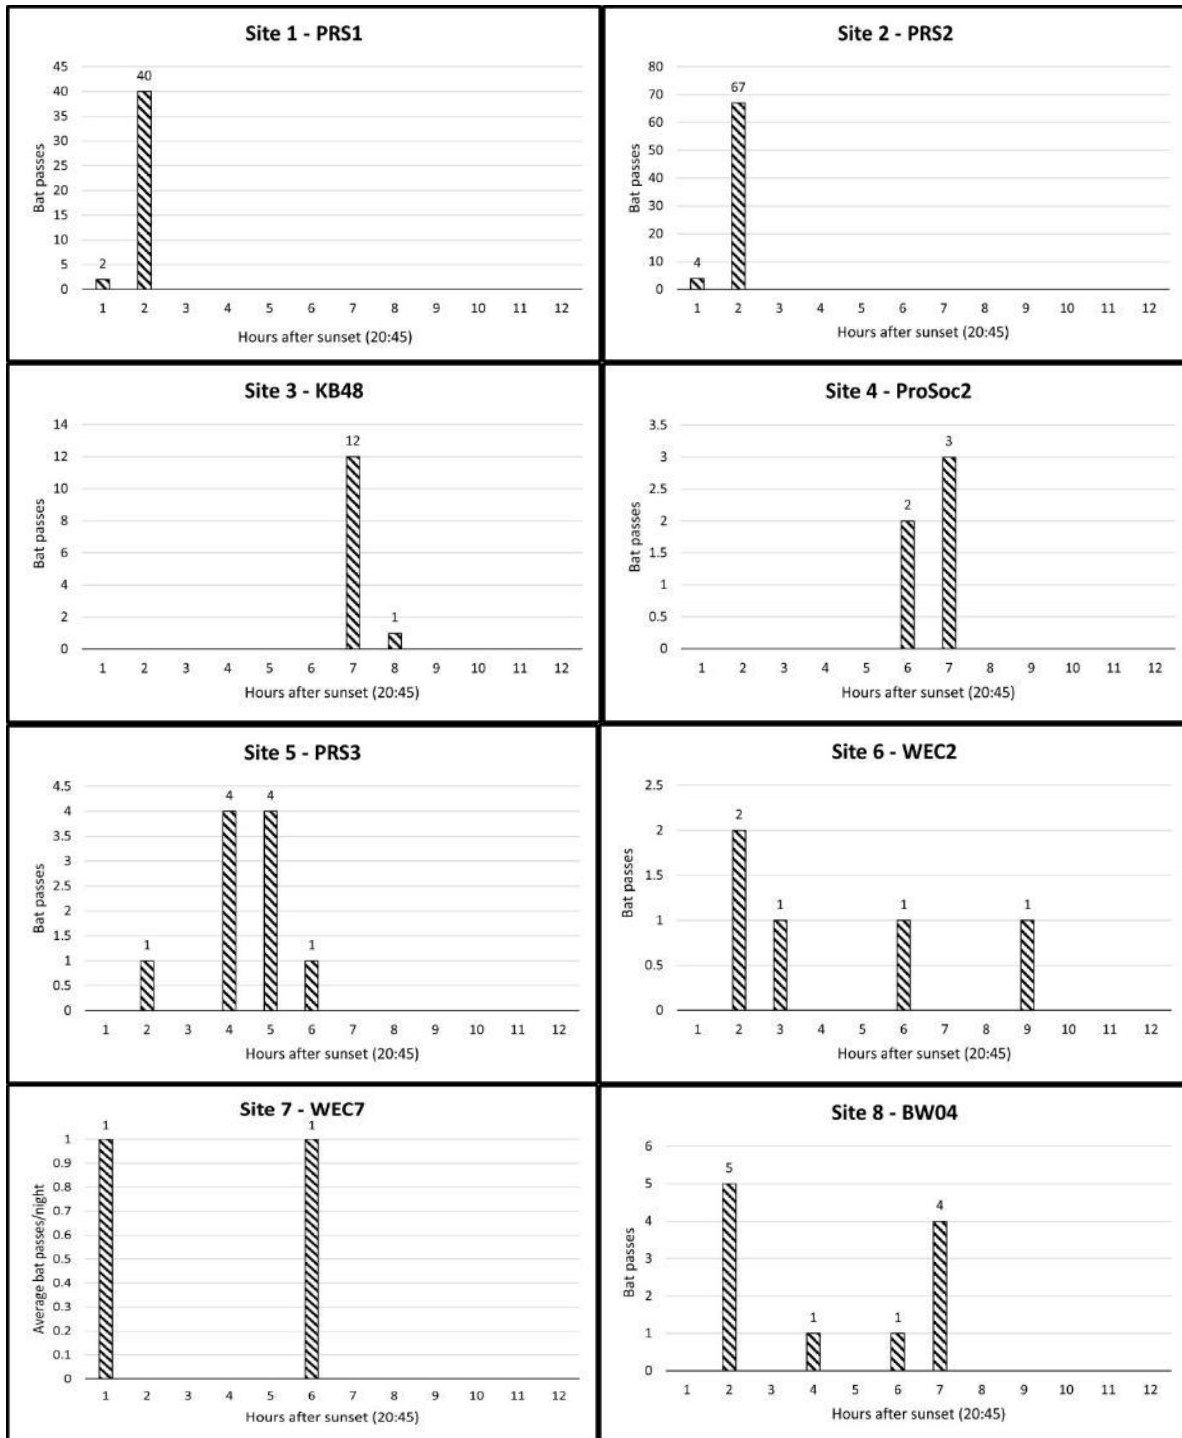 Site 1 - PRS1
45
40
35
30
25
20
15
10
5
0
Bat passes
2
40
1 2 3 4 5 6 7 8 9 10 11 12
Hours after sunset (20:45)
Site 2 - PRS2
80
70
60
50
40
30
20
10
0
Bat passes
4
67
1 2 3 4 5 6 7 8 9 10 11 12
Hours after sunset (20:45)
Site 3 - KB48
14
12
10
8
6
4
2
0
Bat passes
12
1
1 2 3 4 5 6 7 8 9 10 11 12
Hours after sunset (20:45)
Site 4 - ProSoc2
3.5
3
2.5
2
1.5
1
0.5
0
Bat passes
2
3
1 2 3 4 5 6 7 8 9 10 11 12
Hours after sunset (20:45)
Site 5 - PRS3
4.5
4
3.5
3
2.5
2
1.5
1
0.5
0
Bat passes
1
4
4
1
1 2 3 4 5 6 7 8 9 10 11 12
Hours after sunset (20:45)
Site 6 - WEC2
2.5
2
1.5
1
0.5
0
Bat passes
2
1
1
1
1 2 3 4 5 6 7 8 9 10 11 12
Hours after sunset (20:45)
Site 7 - WEC7
1
0.9
0.8
0.7
0.6
0.5
0.4
0.3
0.2
0.1
0
Average bat passes/night
1
1
1 2 3 4 5 6 7 8 9 10 11 12
Hours after sunset (20:45)
Site 8 - BW04
6
5
4
3
2
1
0
Bat passes
5
1
1
4
1 2 3 4 5 6 7 8 9 10 11 12
Hours after sunset (20:45)